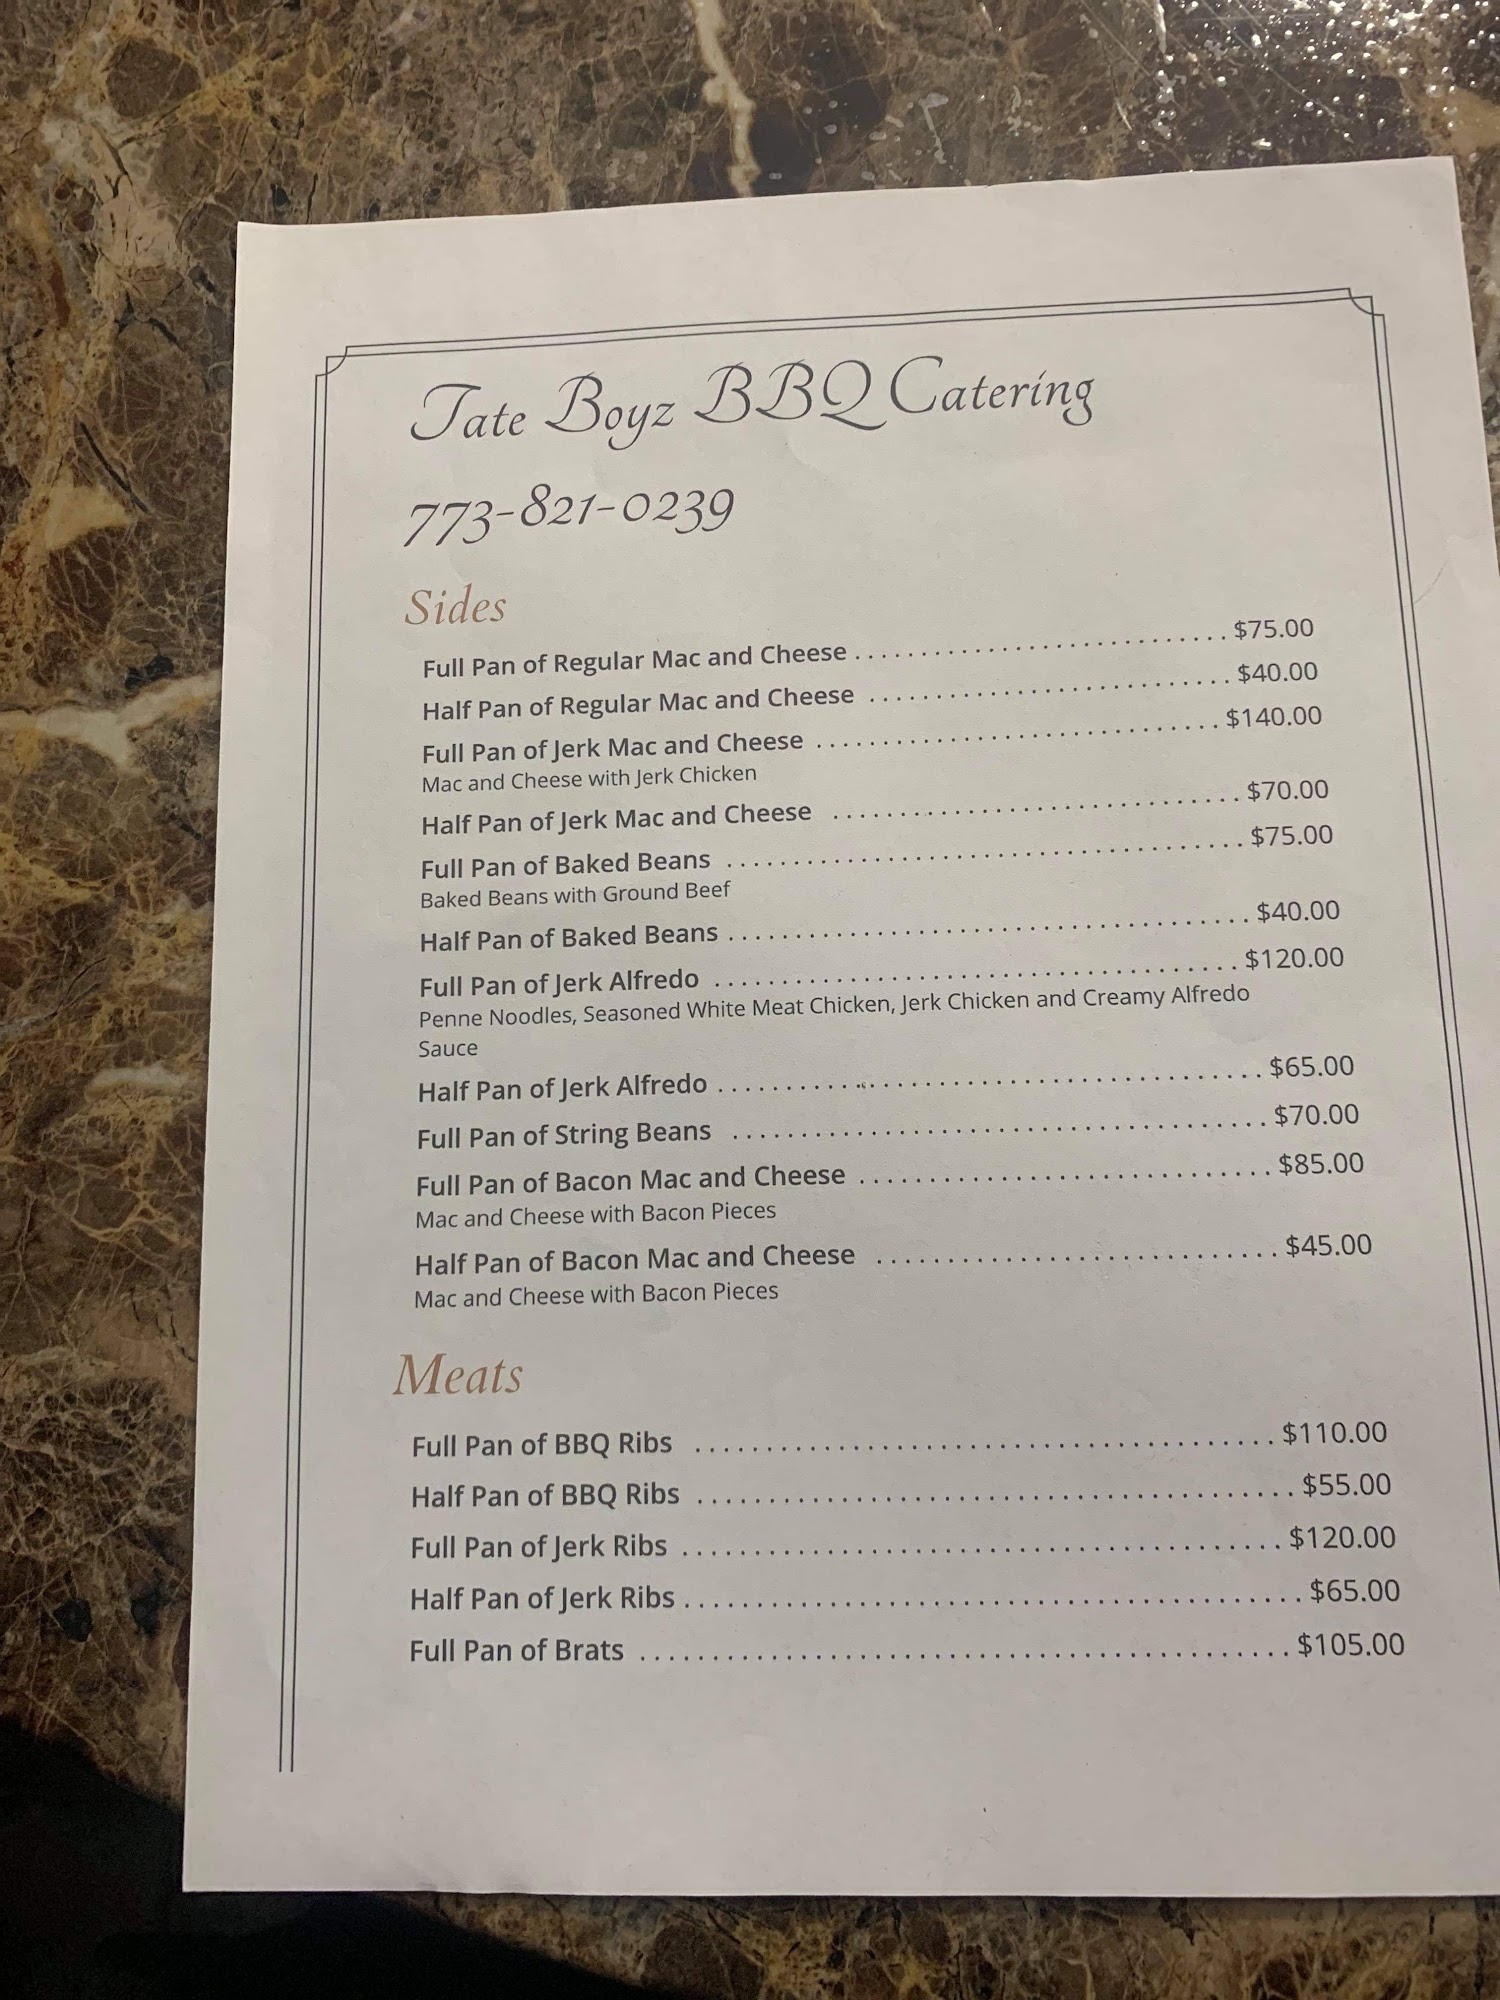 Tate Boyz BBQ Catering
773-821-0239
Sides
Full Pan of Regular Mac and Cheese ............................ $75.00
Half Pan of Regular Mac and Cheese ............................ $40.00
Full Pan of Jerk Mac and Cheese ............................... $140.00
Mac and Cheese with Jerk Chicken
Half Pan of Jerk Mac and Cheese ............................... $70.00
Full Pan of Baked Beans ....................................... $75.00
Baked Beans with Ground Beef
Half Pan of Baked Beans ....................................... $40.00
Full Pan of Jerk Alfredo ...................................... $120.00
Penne Noodles, Seasoned White Meat Chicken, Jerk Chicken and Creamy Alfredo
Sauce
Half Pan of Jerk Alfredo ...................................... $65.00
Full Pan of String Beans ...................................... $70.00
Full Pan of Bacon Mac and Cheese ............................. $85.00
Mac and Cheese with Bacon Pieces
Half Pan of Bacon Mac and Cheese ............................. $45.00
Mac and Cheese with Bacon Pieces
Meats
Full Pan of BBQ Ribs ......................................... $110.00
Half Pan of BBQ Ribs ......................................... $55.00
Full Pan of Jerk Ribs ........................................ $120.00
Half Pan of Jerk Ribs ........................................ $65.00
Full Pan of Brats ............................................ $105.00